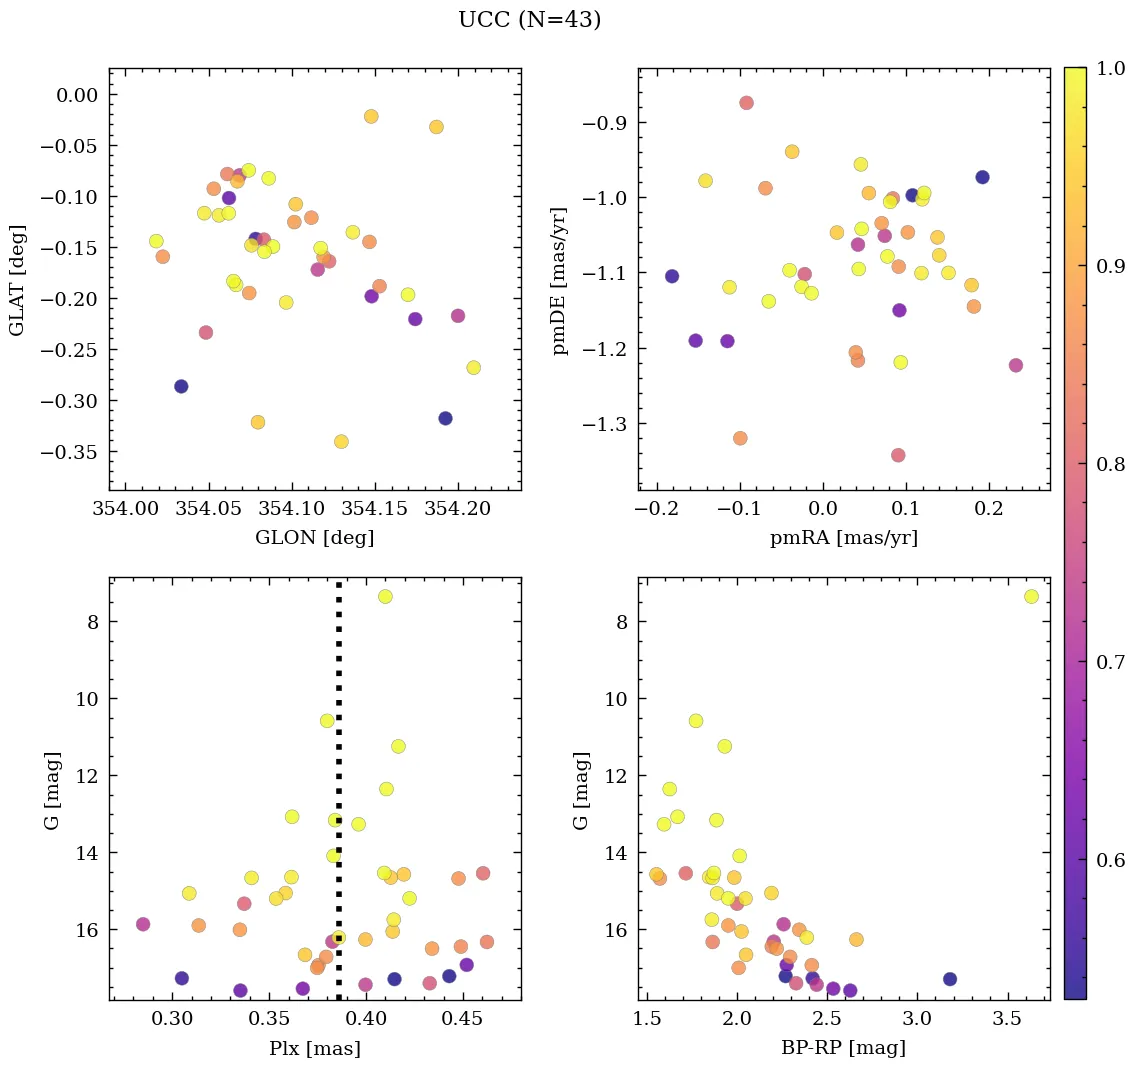 UCC (N=43)
0.00
−0.05
−0.10
−0.15
−0.20
−0.25
−0.30
−0.35
GLAT [deg]
354.00 354.05 354.10 354.15 354.20
GLON [deg]
−0.9
−1.0
−1.1
−1.2
−1.3
pmDE [mas/yr]
−0.2 −0.1 0.0 0.1 0.2
pmRA [mas/yr]
1.0
0.9
0.8
0.7
0.6
8
10
12
14
16
G [mag]
0.30 0.35 0.40 0.45
Plx [mas]
8
10
12
14
16
G [mag]
1.5 2.0 2.5 3.0 3.5
BP-RP [mag]